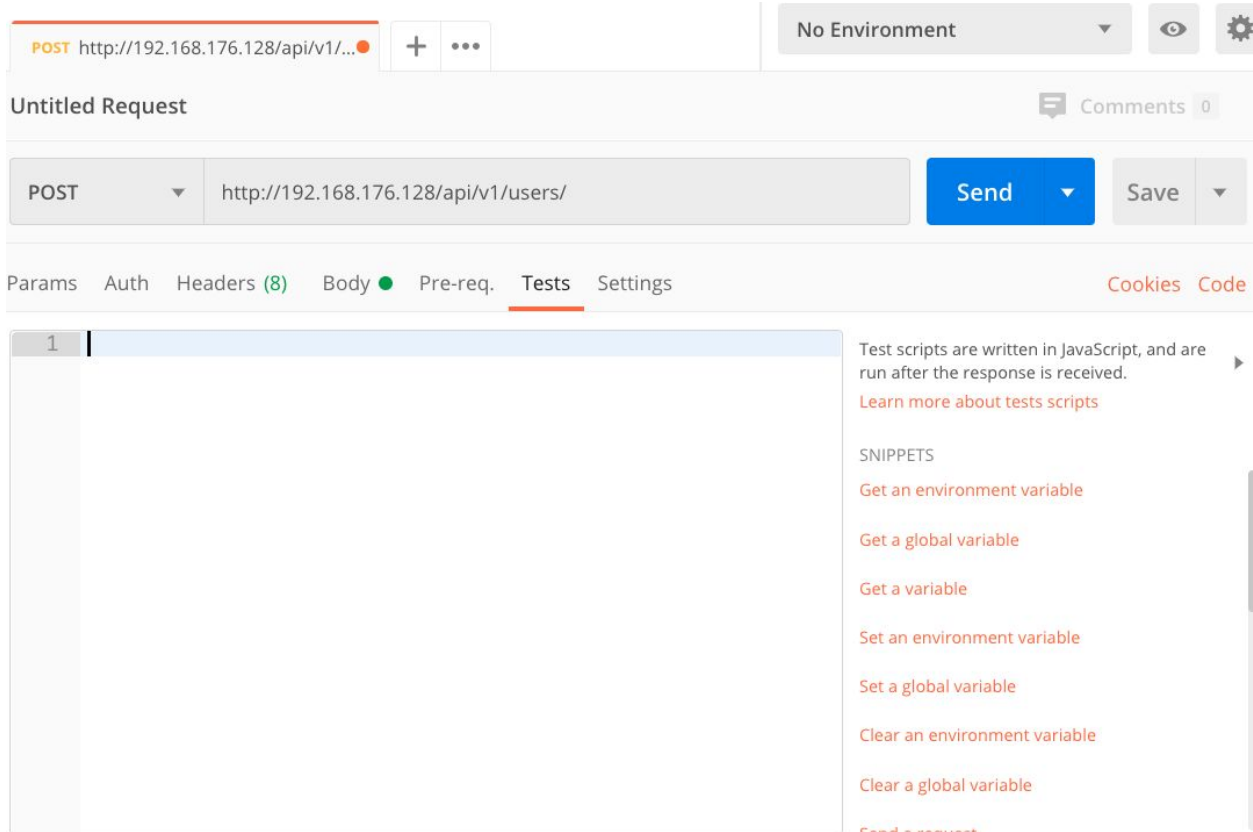 POST http://192.168.176.128/api/v1/...
No Environment
Untitled Request
Comments 0
POST
http://192.168.176.128/api/v1/users/
Send
Save
Params Auth Headers (8) Body Pre-req. Tests Settings
Cookies Code
1
Test scripts are written in JavaScript, and are
run after the response is received.
Learn more about tests scripts
SNIPPETS
Get an environment variable
Get a global variable
Get a variable
Set an environment variable
Set a global variable
Clear an environment variable
Clear a global variable
Send a request